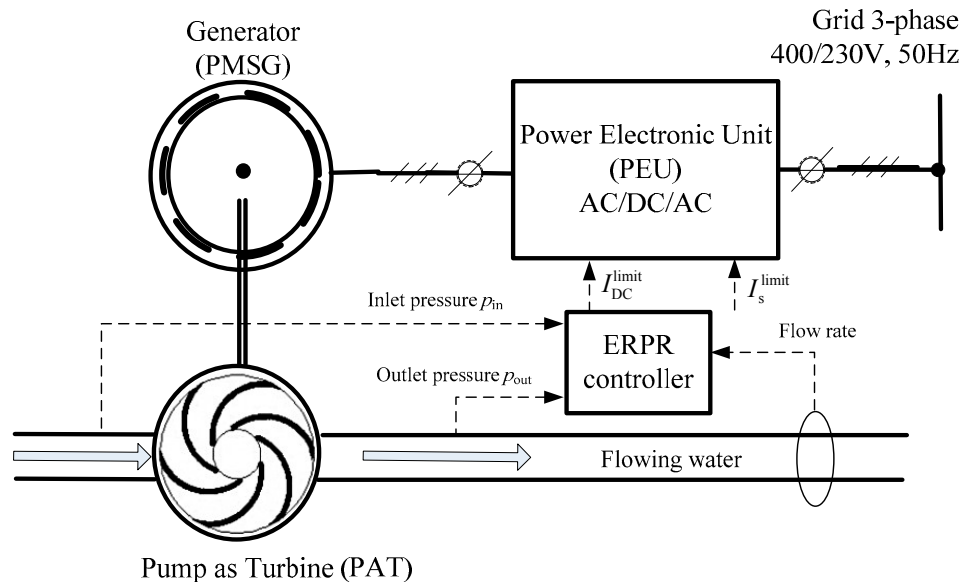 Generator
(PMSG)
Grid 3-phase
400/230V, 50Hz
Power Electronic Unit
(PEU)
AC/DC/AC
I_DC^limit
I_s^limit
Inlet pressure p_in
ERPR
controller
Flow rate
Outlet pressure p_out
Flowing water
Pump as Turbine (PAT)